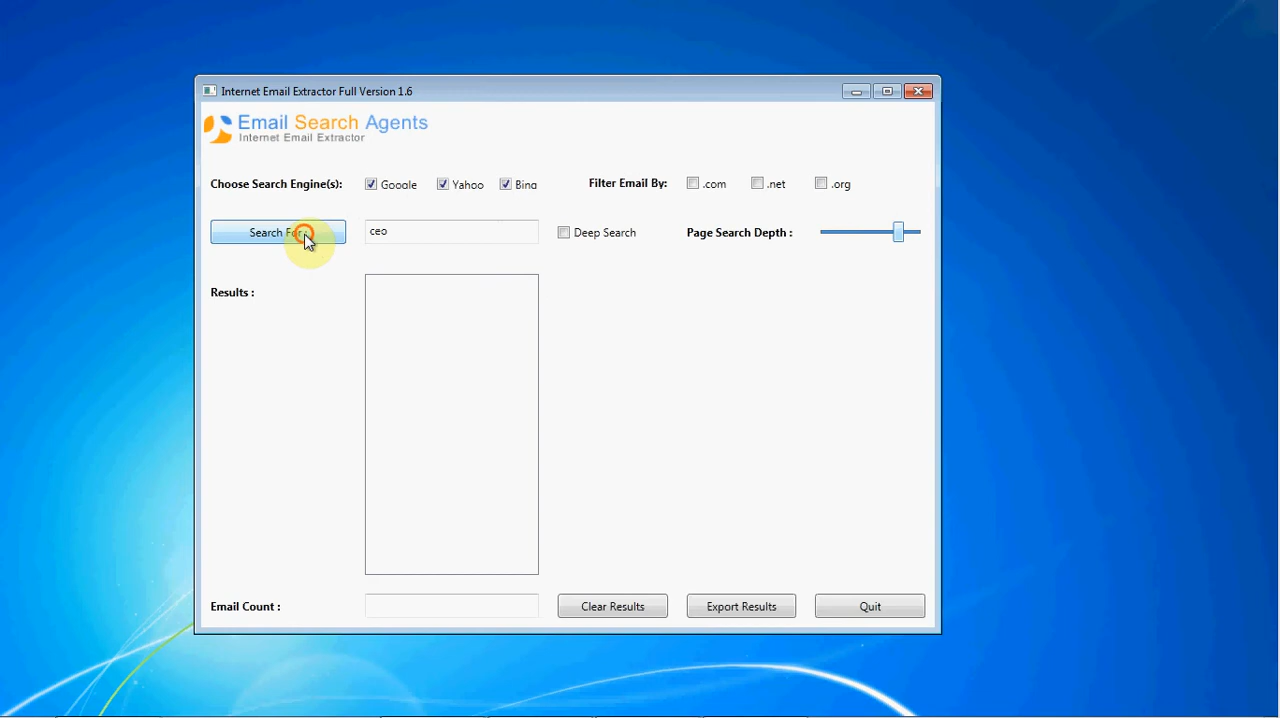 Internet Email Extractor Full Version 1.6
Email Search Agents
Internet Email Extractor
Choose Search Engine(s): Google Yahoo Bing Filter Email By: .com .net .org
Search For ceo Deep Search Page Search Depth :
Results :
Email Count : Clear Results Export Results Quit